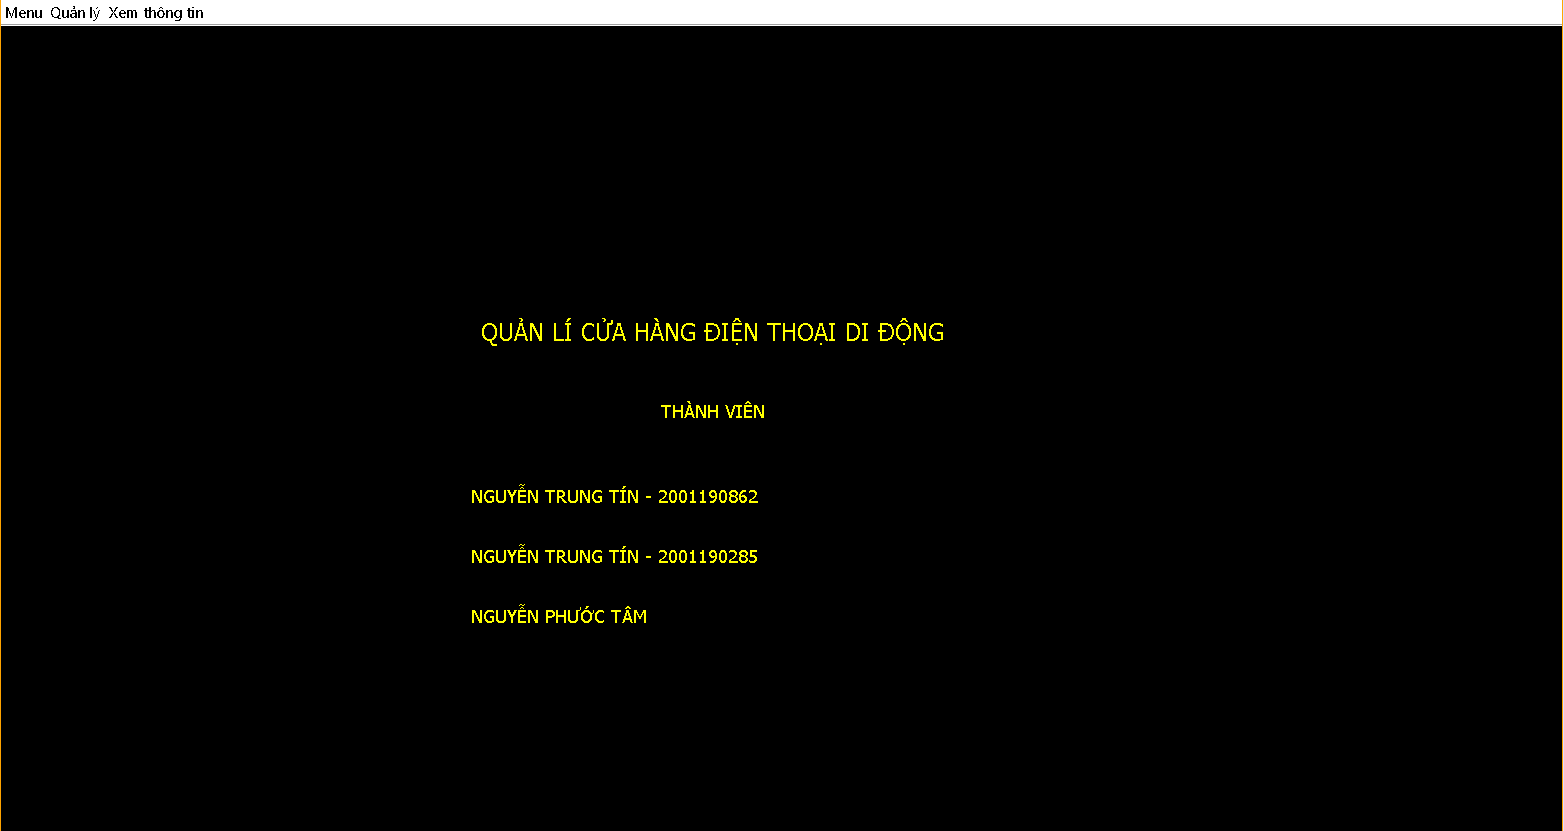 Menu Quản lý Xem thông tin
QUẢN LÍ CỬA HÀNG ĐIỆN THOẠI DI ĐỘNG
THÀNH VIÊN
NGUYỄN TRUNG TÍN - 2001190862
NGUYỄN TRUNG TÍN - 2001190285
NGUYỄN PHƯỚC TÂM